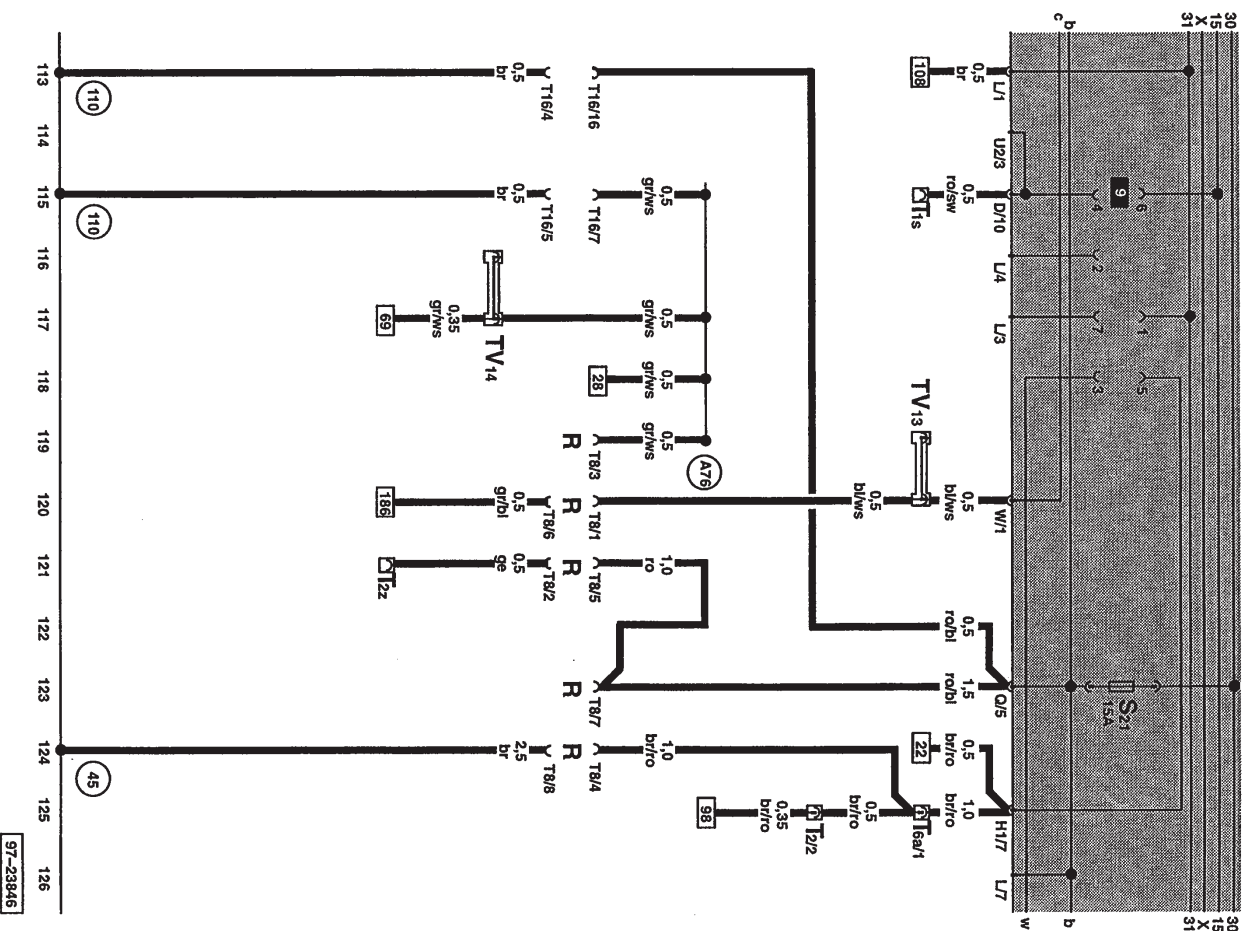 30
15
X
31
b
c
30
15
X
31
b
w
9
6
4
2
1
7
5
3
S21
15A
L/1
U2/3
D/10
L/4
L/3
W/1
Q/5
H1/7
L/7
0,5
br
108
0,5
ro/sw
T1s
TV13
0,5
bl/ws
0,5
bl/ws
0,5
ro/bl
1,5
ro/bl
0,5
br/ro
22
1,0
br/ro
T6a/1
0,5
br/ro
T2/2
0,35
br/ro
98
A76
0,5
gr/ws
0,5
gr/ws
0,5
gr/ws
0,5
gr/ws
28
1,0
ro
1,0
br/ro
T16/16
T16/7
T8/3
T8/1
T8/5
T8/7
T8/4
R
R
R
R
R
T16/4
T16/5
T8/6
T8/2
T8/8
0,5
br
0,5
br
TV14
0,35
gr/ws
69
0,5
gr/bl
186
0,5
ge
T2z
2,5
br
110
110
45
113
114
115
116
117
118
119
120
121
122
123
124
125
126
97–23846